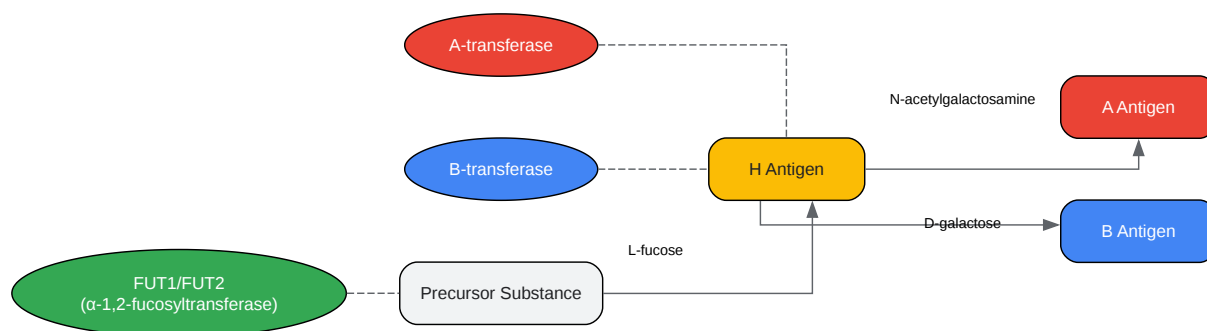 A-transferase
N-acetylgalactosamine
A Antigen
B-transferase
H Antigen
D-galactose
B Antigen
L-fucose
FUT1/FUT2
(α-1,2-fucosyltransferase)
Precursor Substance